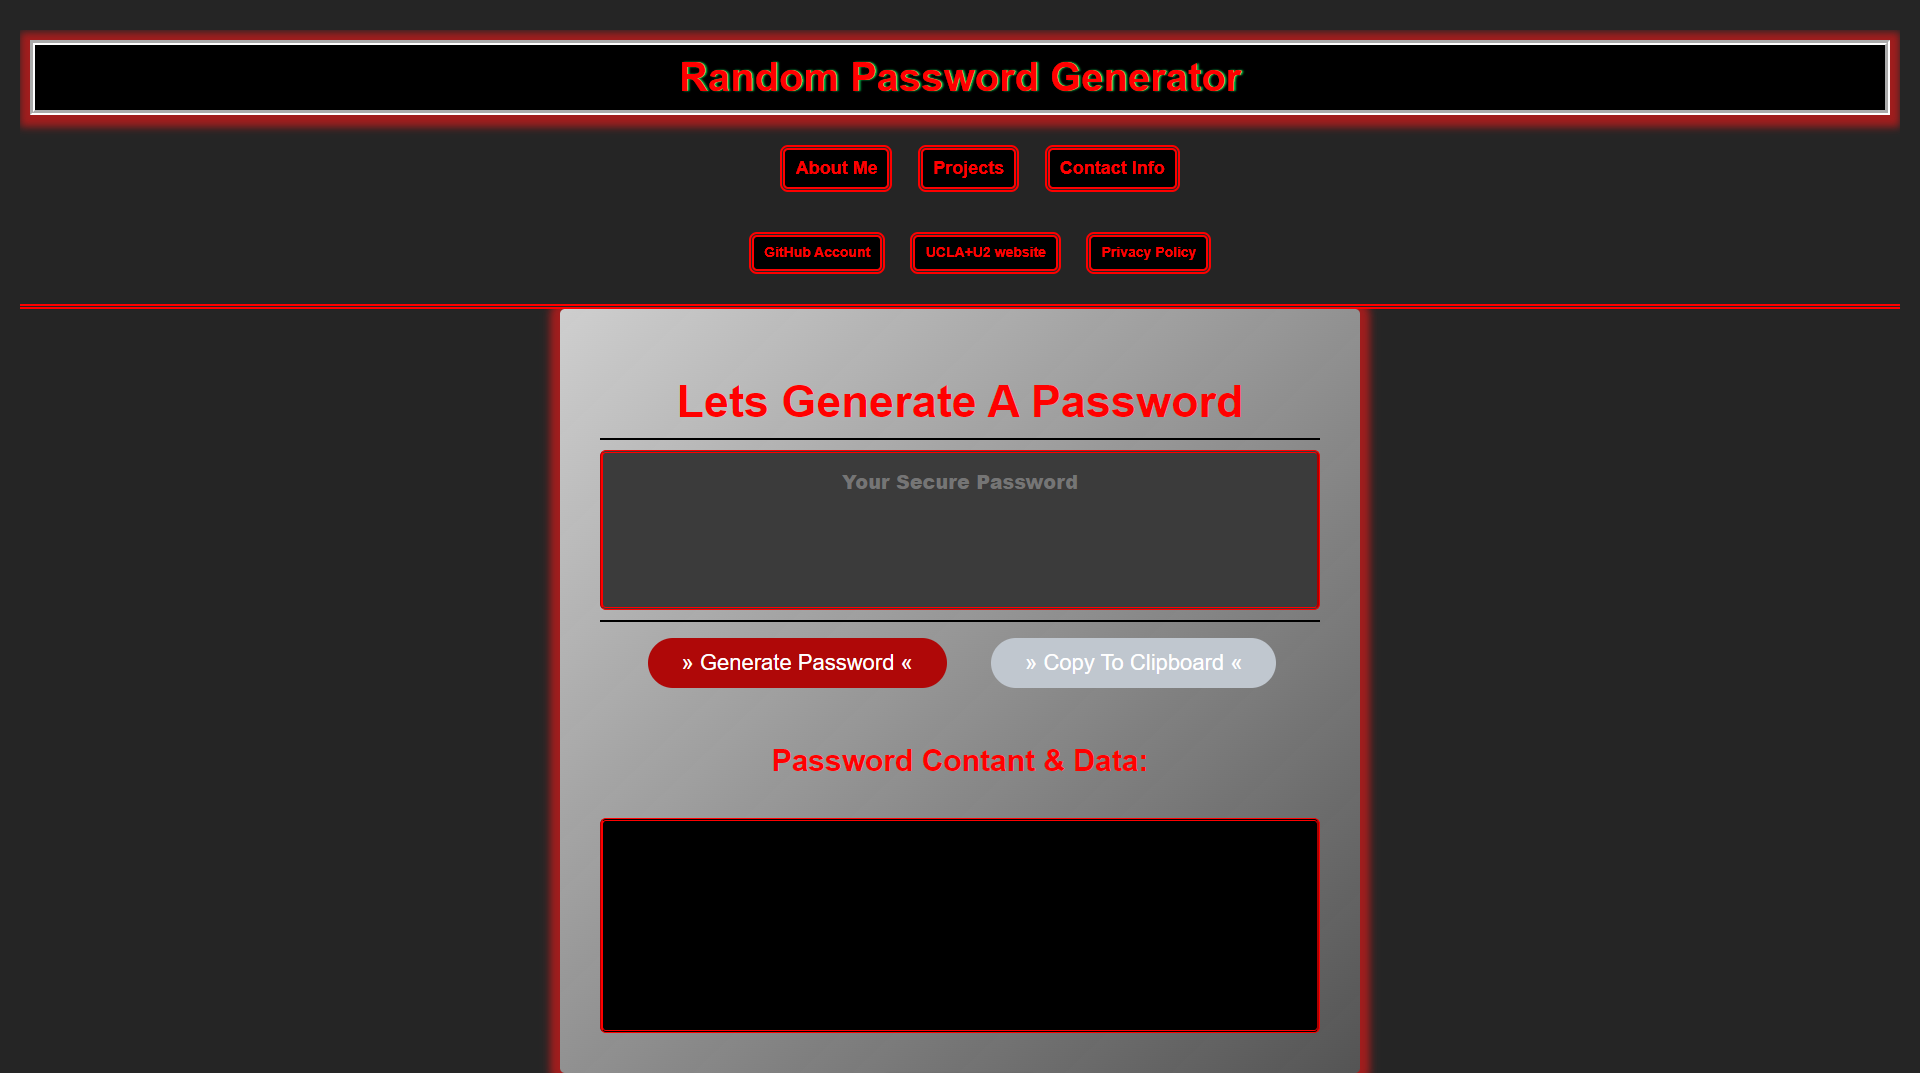 Random Password Generator
About Me Projects Contact Info
GitHub Account UCLA+U2 website Privacy Policy
Lets Generate A Password
Your Secure Password
» Generate Password « » Copy To Clipboard «
Password Contant & Data: